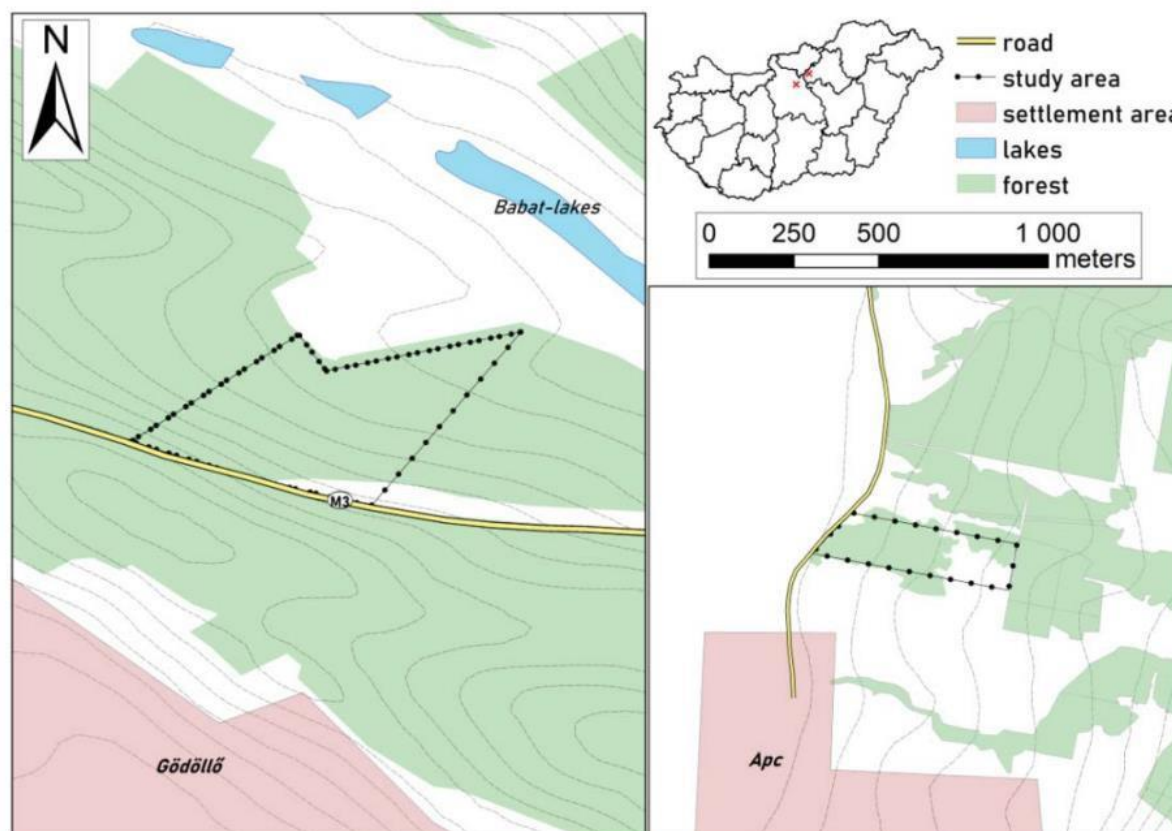 N
Babat-lakes
M3
Gödöllő
road
study area
settlement area
lakes
forest
0 250 500 1 000
meters
Apc